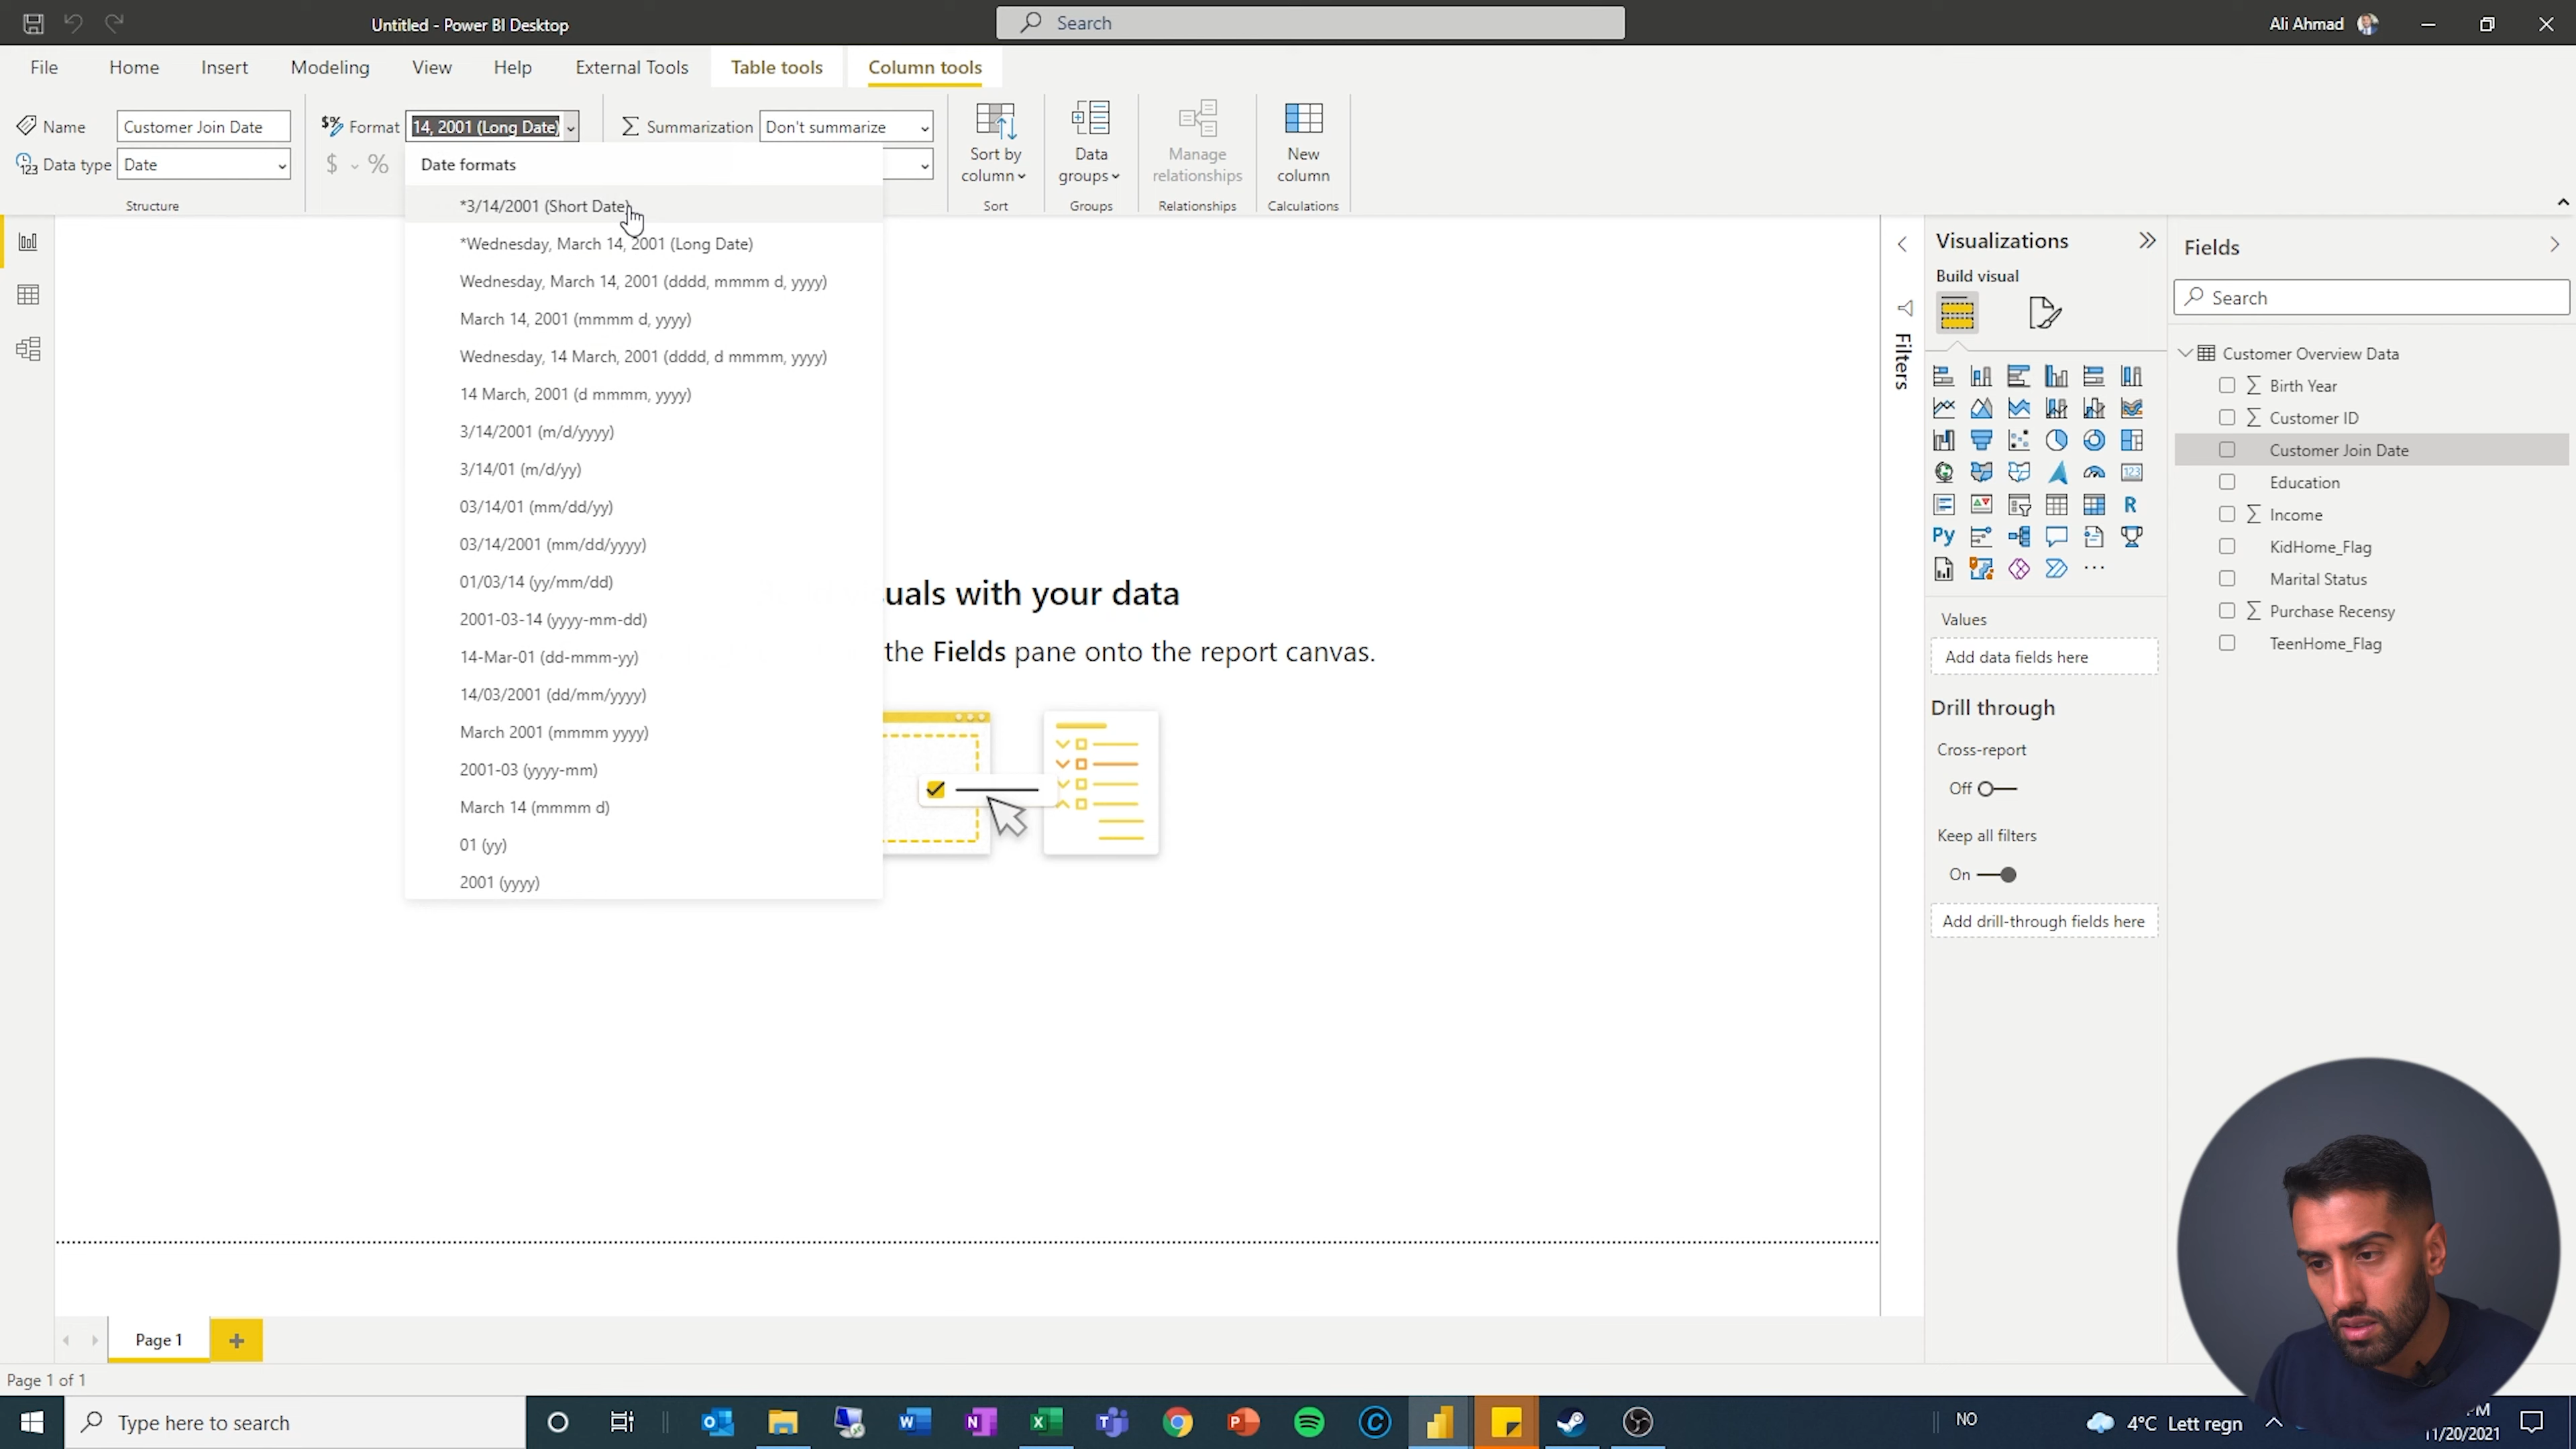 Untitled - Power BI Desktop
Search
Ali Ahmad
File
Home
Insert
Modeling
View
Help
External Tools
Table tools
Column tools
Name
Customer Join Date
Format
14, 2001 (Long Date)
Summarization
Don't summarize
Data type
Date
$
%
Structure
Sort by
column
Sort
Data
groups
Groups
Manage
relationships
Relationships
New
column
Calculations
Date formats
*3/14/2001 (Short Date)
*Wednesday, March 14, 2001 (Long Date)
Wednesday, March 14, 2001 (dddd, mmmm d, yyyy)
March 14, 2001 (mmmm d, yyyy)
Wednesday, 14 March, 2001 (dddd, d mmmm, yyyy)
14 March, 2001 (d mmmm, yyyy)
3/14/2001 (m/d/yyyy)
3/14/01 (m/d/yy)
03/14/01 (mm/dd/yy)
03/14/2001 (mm/dd/yyyy)
01/03/14 (yy/mm/dd)
2001-03-14 (yyyy-mm-dd)
14-Mar-01 (dd-mmm-yy)
14/03/2001 (dd/mm/yyyy)
March 2001 (mmmm yyyy)
2001-03 (yyyy-mm)
March 14 (mmmm d)
01 (yy)
2001 (yyyy)
uals with your data
the Fields pane onto the report canvas.
Filters
Visualizations
Build visual
123
R
Py
Values
Add data fields here
Drill through
Cross-report
Off
Keep all filters
On
Add drill-through fields here
Fields
Search
Customer Overview Data
Birth Year
Customer ID
Customer Join Date
Education
Income
KidHome_Flag
Marital Status
Purchase Recensy
TeenHome_Flag
Page 1
Page 1 of 1
Type here to search
NO
4°C Lett regn
11/20/2021